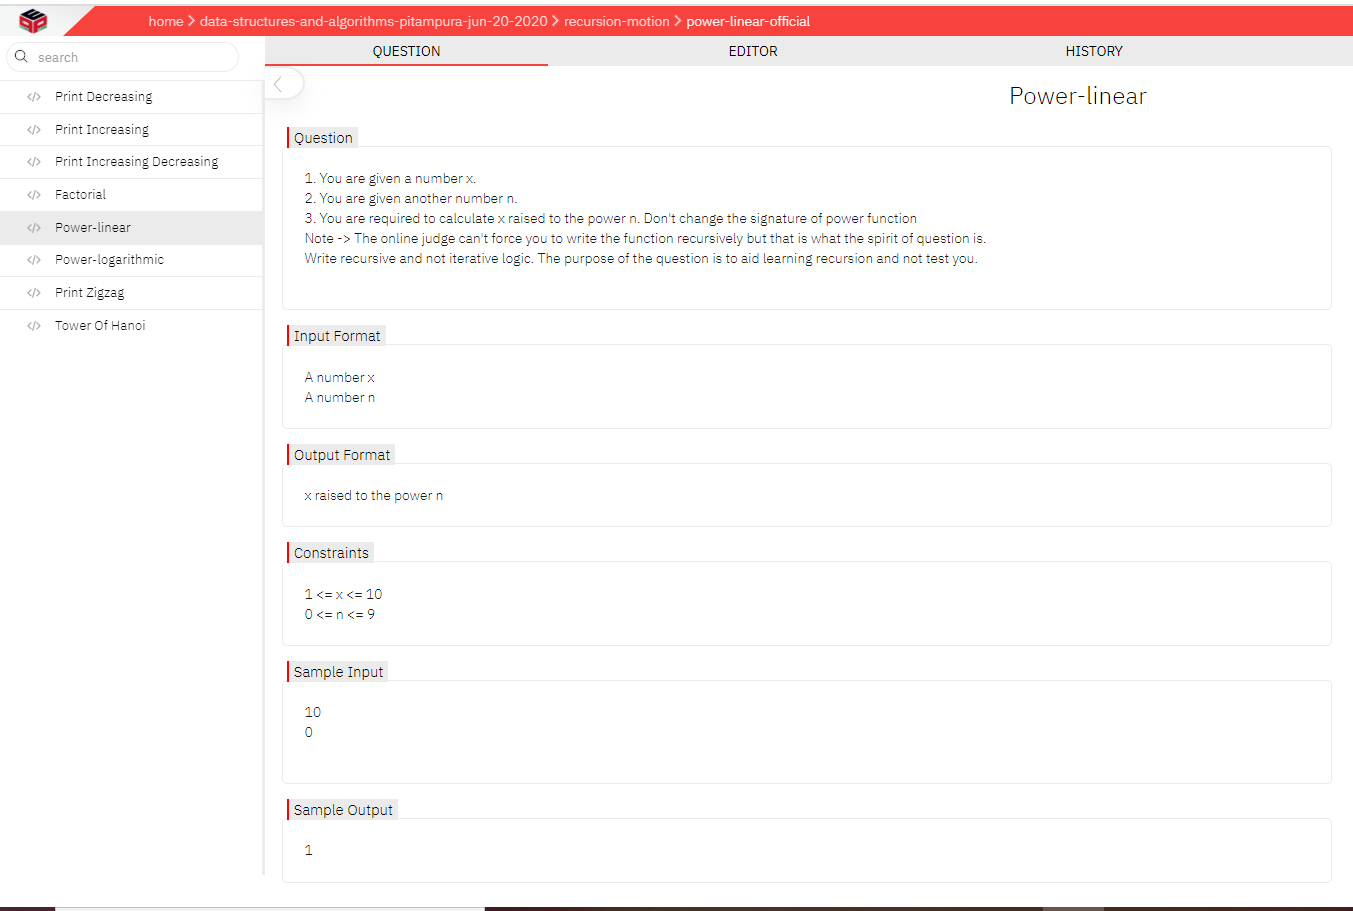 home > data-structures-and-algorithms-pitampura-jun-20-2020 > recursion-motion > power-linear-official
search
QUESTION EDITOR HISTORY
</> Print Decreasing
</> Print Increasing
</> Print Increasing Decreasing
</> Factorial
</> Power-linear
</> Power-logarithmic
</> Print Zigzag
</> Tower Of Hanoi
Power-linear
Question
1. You are given a number x.
2. You are given another number n.
3. You are required to calculate x raised to the power n. Don't change the signature of power function
Note -> The online judge can't force you to write the function recursively but that is what the spirit of question is.
Write recursive and not iterative logic. The purpose of the question is to aid learning recursion and not test you.
Input Format
A number x
A number n
Output Format
x raised to the power n
Constraints
1 <= x <= 10
0 <= n <= 9
Sample Input
10
0
Sample Output
1